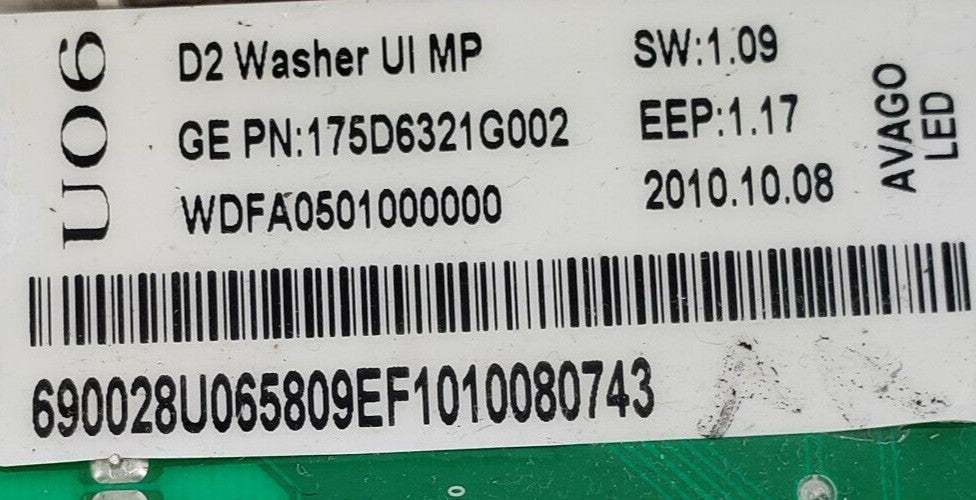 U06
D2 Washer UI MP
SW:1.09
GE PN:175D6321G002
EEP:1.17
WDFA0501000000
2010.10.08
AVAGO
LED
690028U065809EF1010080743